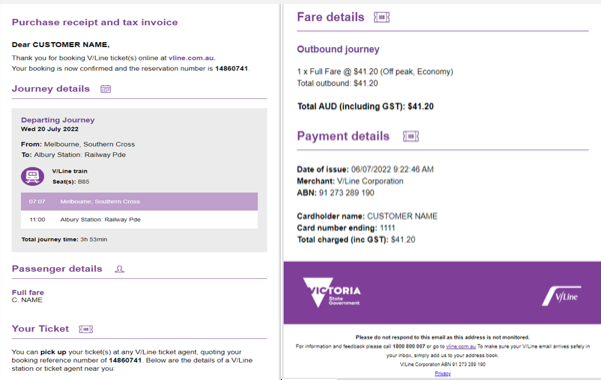 Purchase receipt and tax invoice
Dear CUSTOMER NAME,
Thank you for booking V/Line ticket(s) online at vline.com.au.
Your booking is now confirmed and the reservation number is 14860741.
Journey details
Departing Journey
Wed 20 July 2022
From: Melbourne, Southern Cross
To: Albury Station: Railway Pde
V/Line train
Seat(s): B85
07:07 Melbourne, Southern Cross
11:00 Albury Station: Railway Pde
Total journey time: 3h 53min
Passenger details
Full fare
C. NAME
Your Ticket
You can pick up your ticket(s) at any V/Line ticket agent, quoting your
booking reference number of 14860741. Below are the details of a V/Line
station or ticket agent near you:
Fare details
Outbound journey
1 x Full Fare @ $41.20 (Off peak, Economy)
Total outbound: $41.20
Total AUD (including GST): $41.20
Payment details
Date of issue: 06/07/2022 9:22:46 AM
Merchant: V/Line Corporation
ABN: 91 273 289 190
Cardholder name: CUSTOMER NAME
Card number ending: 1111
Total charged (inc GST): $41.20
VICTORIA
State
Government
V/Line
Please do not respond to this email as this address is not monitored.
For information and feedback please call 1800 800 007 or go to vline.com.au To make sure your V/Line email arrives safely in
your inbox, simply add us to your address book.
V/Line Corporation ABN 91 273 289 190
Privacy